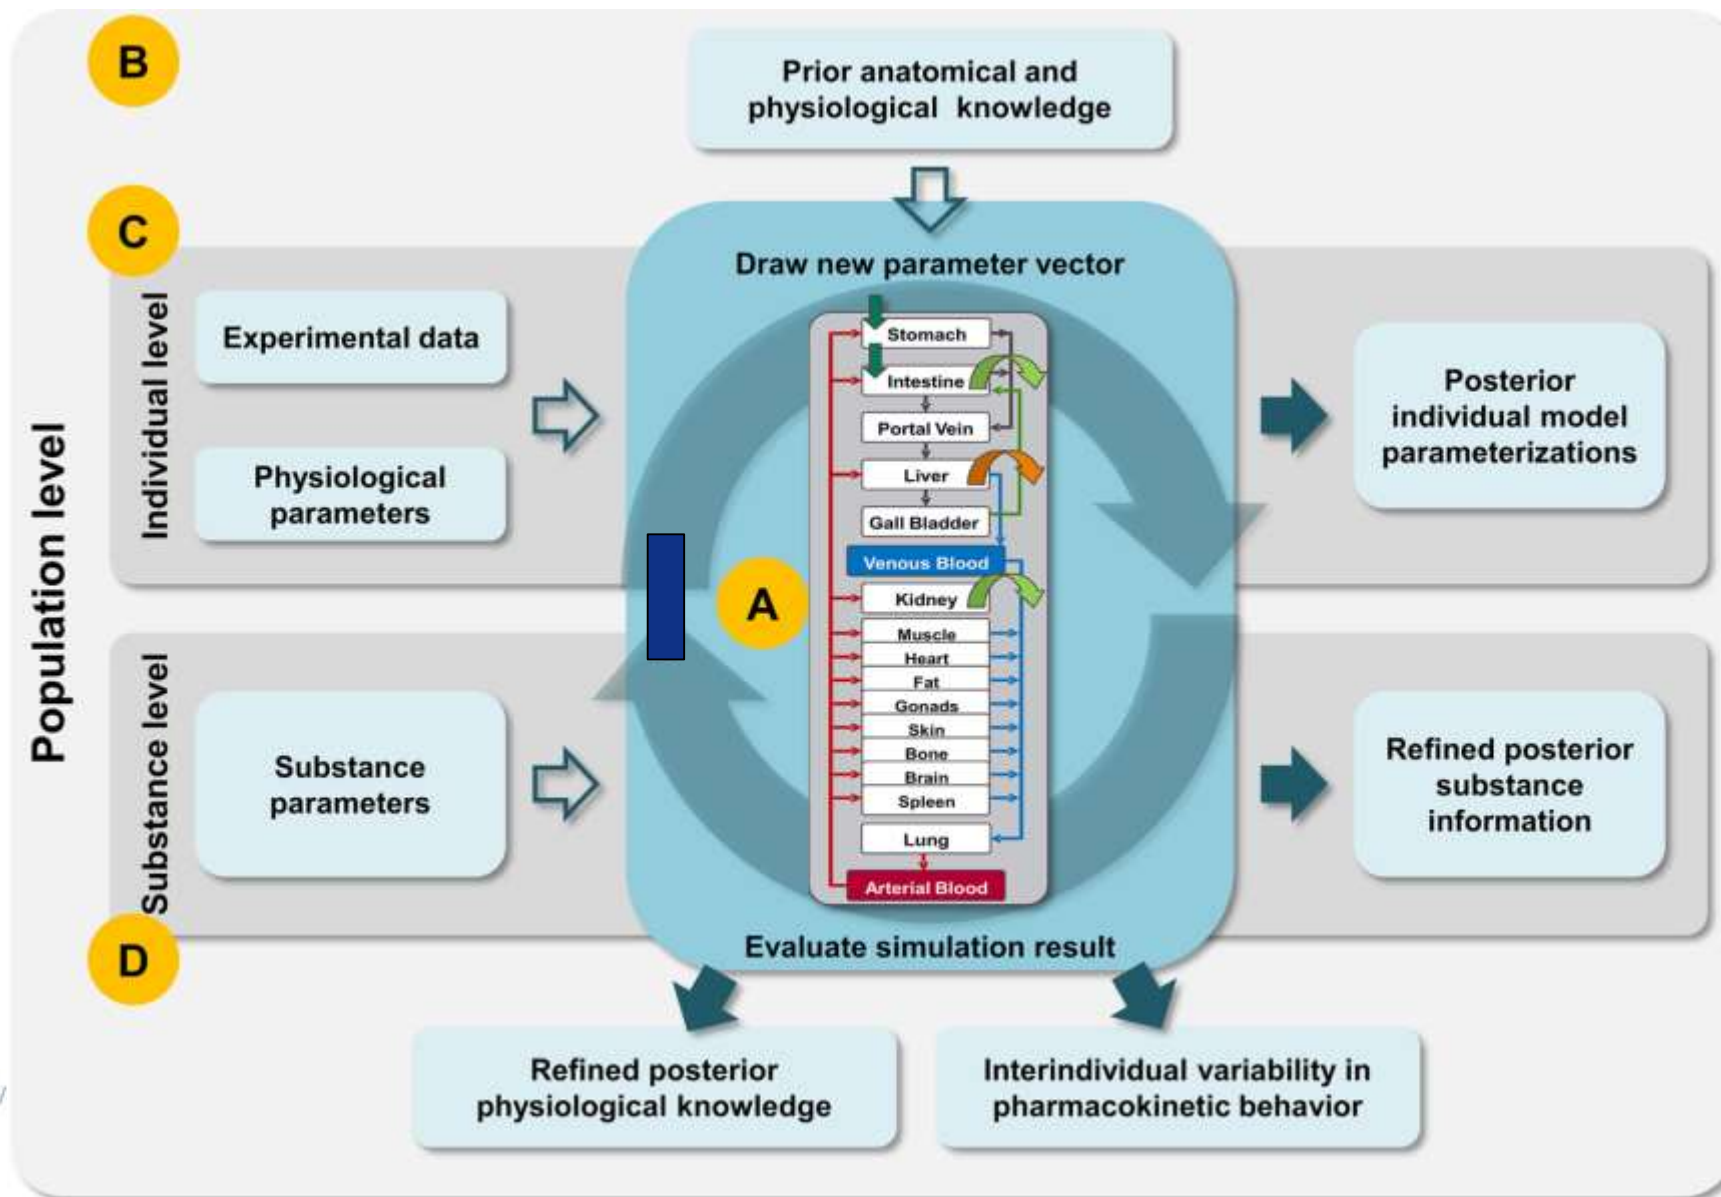 B
Prior anatomical and
physiological knowledge
C
Draw new parameter vector
Population level
Individual level
Experimental data
Physiological
parameters
Stomach
Intestine
Portal Vein
Liver
Gall Bladder
Venous Blood
A
Kidney
Muscle
Heart
Fat
Gonads
Skin
Bone
Brain
Spleen
Lung
Arterial Blood
Posterior
individual model
parameterizations
Substance level
Substance
parameters
Refined posterior
substance
information
Evaluate simulation result
D
Refined posterior
physiological knowledge
Interindividual variability in
pharmacokinetic behavior